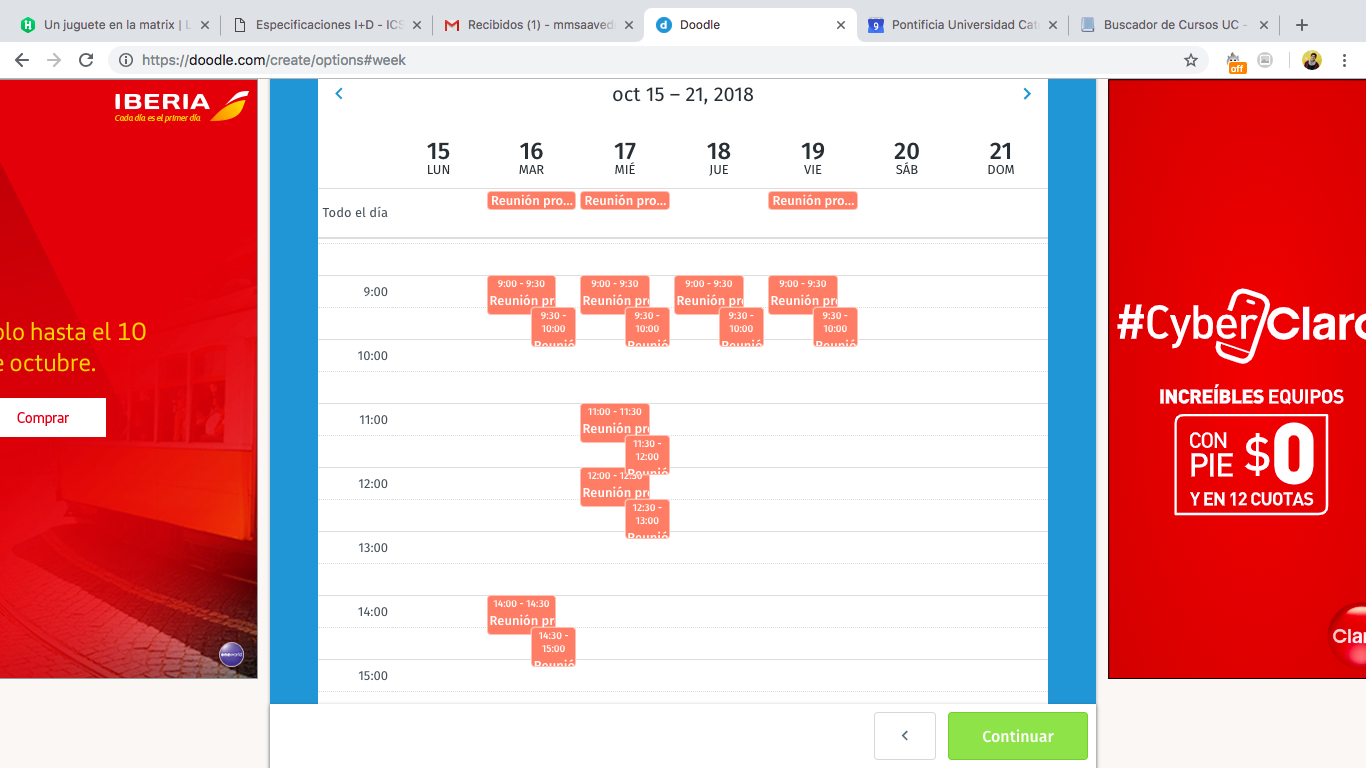 Un juguete en la matrix | L
Especificaciones I+D - ICS
Recibidos (1) - mmsaaved
Doodle
Pontificia Universidad Cat
Buscador de Cursos UC -
https://doodle.com/create/options#week
off
IBERIA
Cada día es el primer día
olo hasta el 10
e octubre.
Comprar
oneworld
oct 15 – 21, 2018
15 16 17 18 19 20 21
LUN MAR MIÉ JUE VIE SÁB DOM
Todo el día
Reunión pro... Reunión pro... Reunión pro...
9:00
9:00 - 9:30 9:00 - 9:30 9:00 - 9:30 9:00 - 9:30
Reunión pr Reunión pr Reunión pr Reunión pr
9:30 - 9:30 - 9:30 - 9:30 -
10:00 10:00 10:00 10:00
Reunió Reunió Reunió Reunió
10:00
11:00
11:00 - 11:30
Reunión pr
11:30 -
12:00
Reunió
12:00
12:00 - 12:30
Reunión pr
12:30 -
13:00
Reunió
13:00
14:00
14:00 - 14:30
Reunión pr
14:30 -
15:00
Reunió
15:00
Continuar
#CyberClaro
INCREÍBLES EQUIPOS
CON
PIE $0
Y EN 12 CUOTAS
Clar